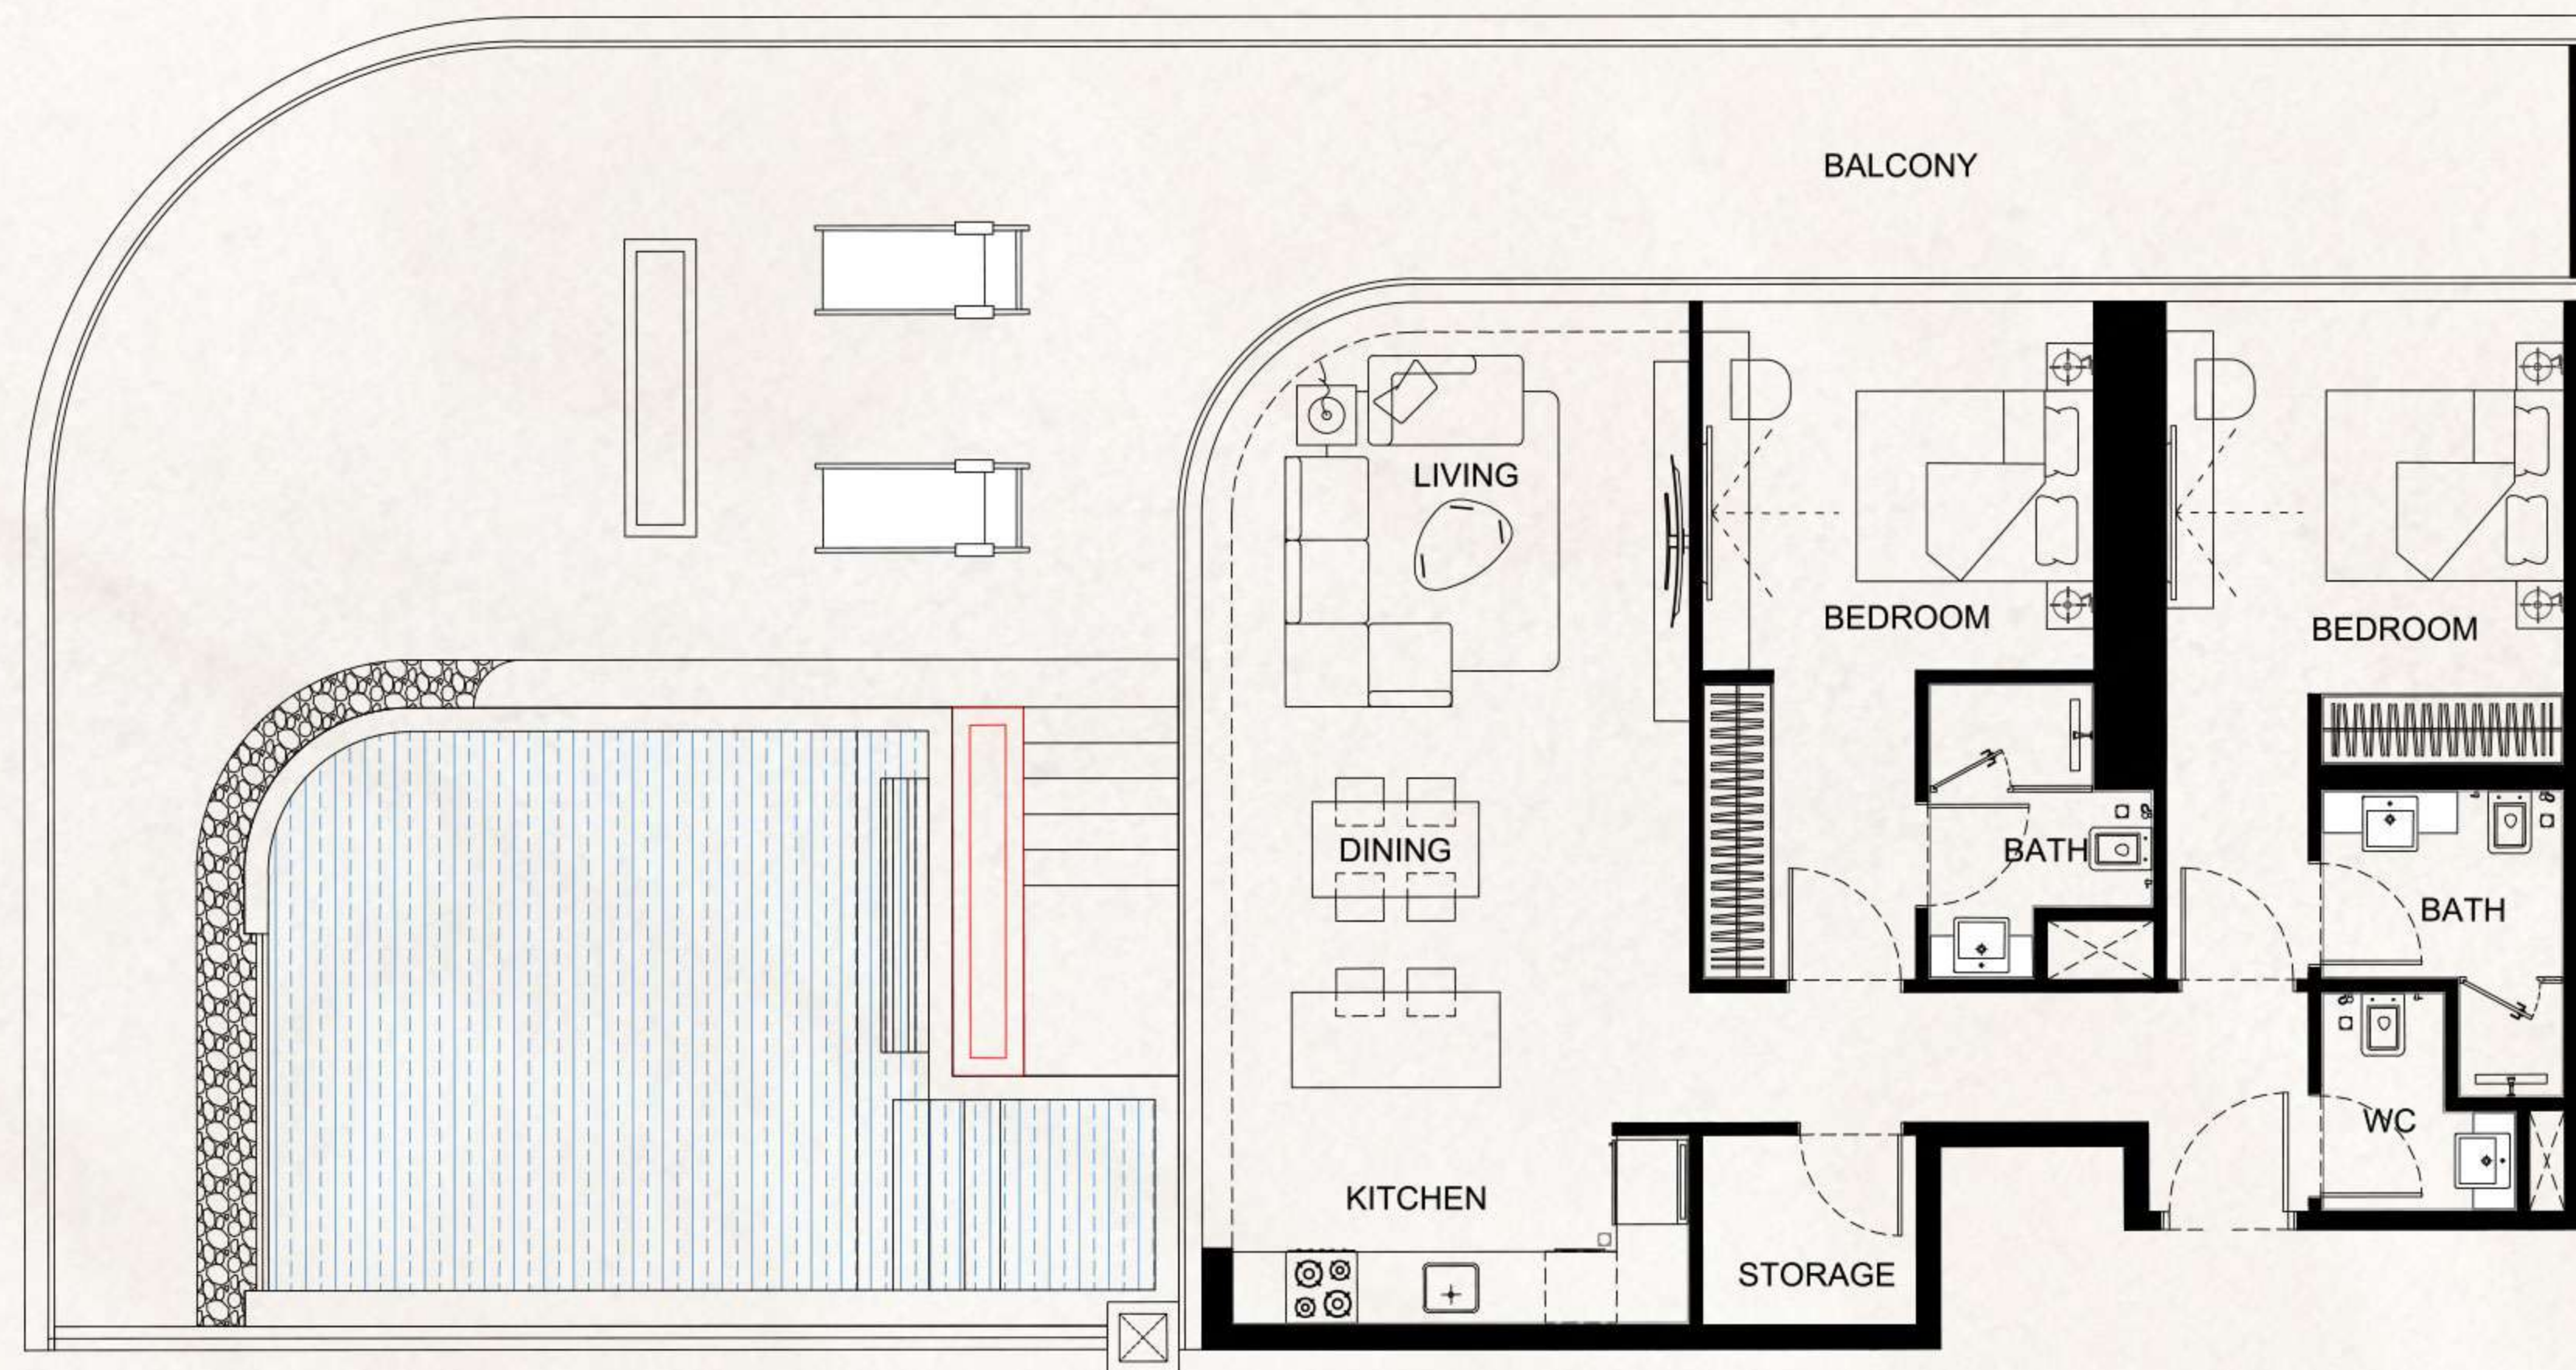 BALCONY
LIVING
BEDROOM
BEDROOM
DINING
BATH
BATH
WC
KITCHEN
STORAGE